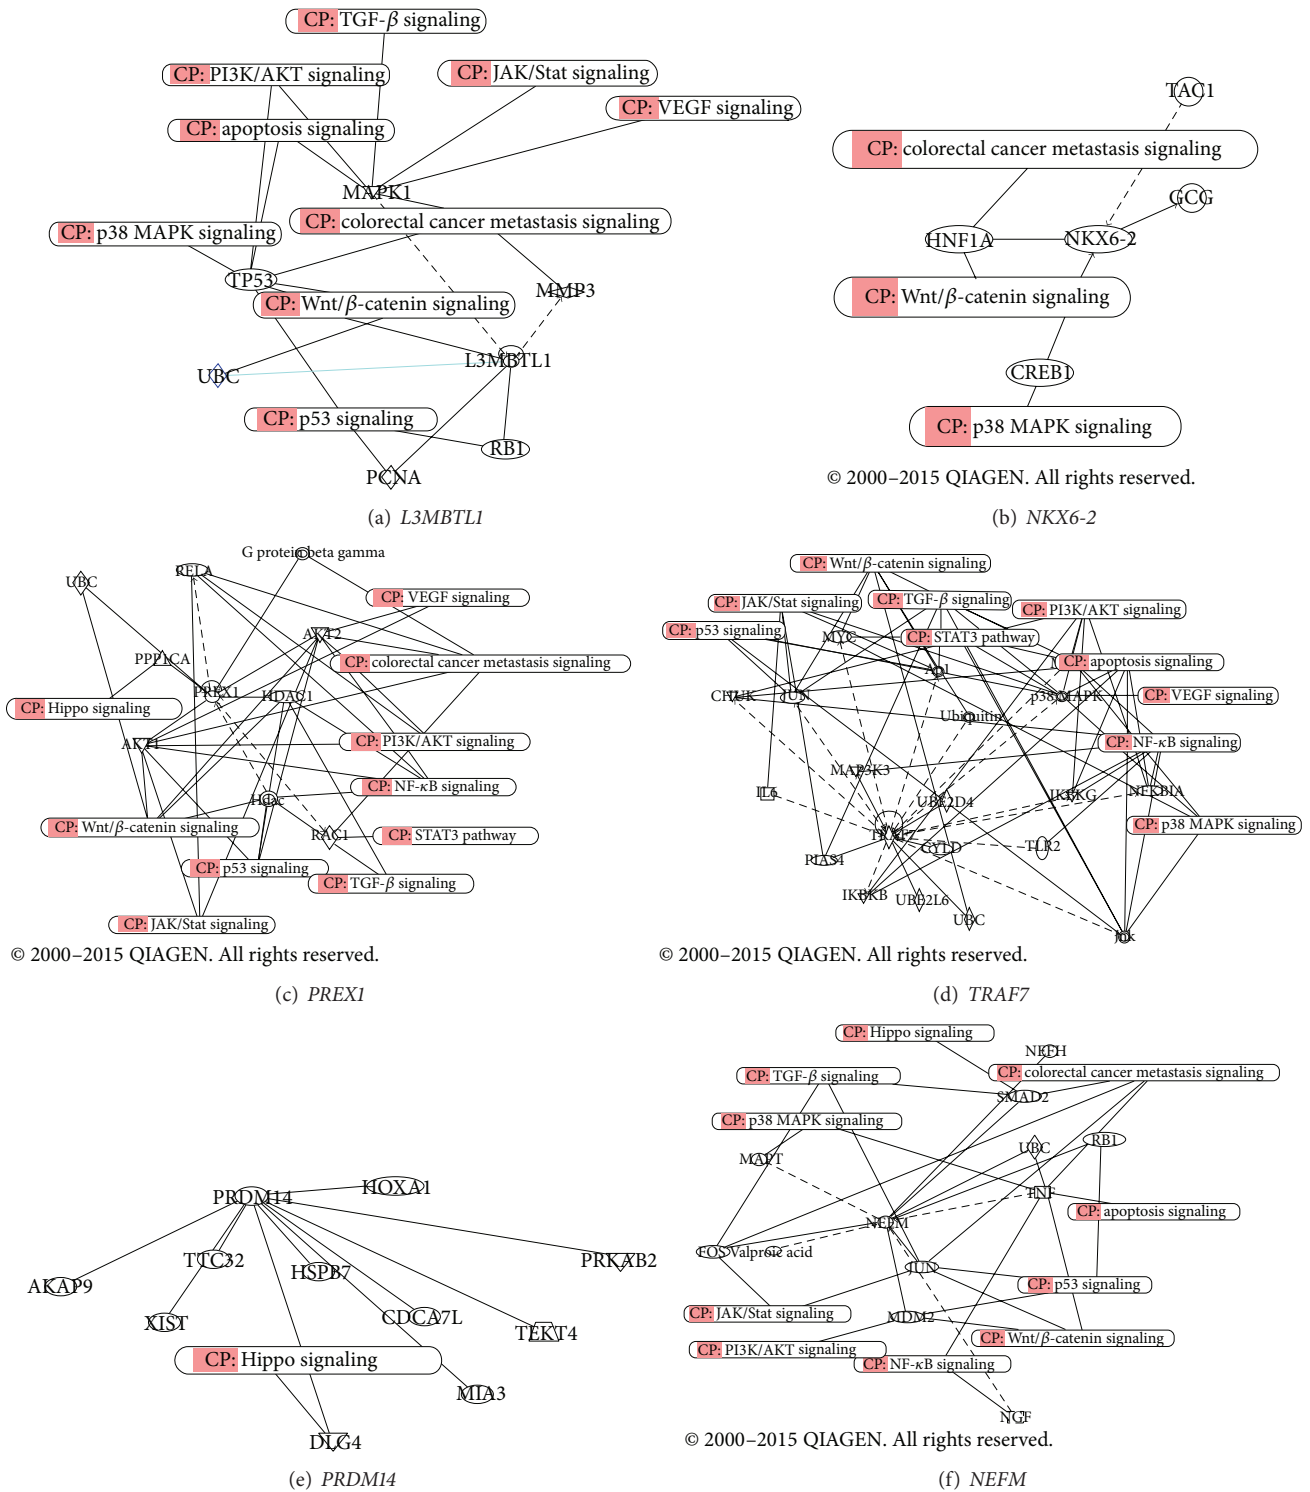 CP: TGF-β signaling
CP: PI3K/AKT signaling
CP: JAK/Stat signaling
CP: VEGF signaling
CP: apoptosis signaling
MAPK1
CP: colorectal cancer metastasis signaling
CP: p38 MAPK signaling
TP53
MMP3
CP: Wnt/β-catenin signaling
L3MBTL1
UBC
CP: p53 signaling
RB1
PCNA
(a) L3MBTL1
TAC1
CP: colorectal cancer metastasis signaling
GCG
HNF1A
NKX6-2
CP: Wnt/β-catenin signaling
CREB1
CP: p38 MAPK signaling
© 2000–2015 QIAGEN. All rights reserved.
(b) NKX6-2
G protein beta gamma
RELA
UBC
CP: VEGF signaling
AKT2
PPP1CA
CP: colorectal cancer metastasis signaling
PREX1
HDAC1
CP: Hippo signaling
AKT1
CP: PI3K/AKT signaling
CP: NF-κB signaling
Hdac
CP: Wnt/β-catenin signaling
RAC1
CP: STAT3 pathway
CP: p53 signaling
CP: TGF-β signaling
CP: JAK/Stat signaling
© 2000–2015 QIAGEN. All rights reserved.
(c) PREX1
CP: Wnt/β-catenin signaling
CP: JAK/Stat signaling
CP: TGF-β signaling
CP: PI3K/AKT signaling
CP: p53 signaling
MYC
CP: STAT3 pathway
CP: apoptosis signaling
Ap1
CHUK
JUN
p38 MAPK
CP: VEGF signaling
Ubiquitin
CP: NF-κB signaling
MAP3K3
IL6
UBE2D4
IKBKG
NFKBIA
TRAF7
CP: p38 MAPK signaling
CYLD
TLR2
PIAS4
IKBKB
UBE2L6
UBC
Jnk
© 2000–2015 QIAGEN. All rights reserved.
(d) TRAF7
PRDM14
HOXA1
TTC32
HSPB7
PRKAB2
AKAP9
XIST
CDCA7L
TEKT4
CP: Hippo signaling
MIA3
DLG4
(e) PRDM14
CP: Hippo signaling
NEFH
CP: TGF-β signaling
CP: colorectal cancer metastasis signaling
SMAD2
CP: p38 MAPK signaling
UBC
RB1
MAPT
TNF
CP: apoptosis signaling
NEFM
FOS
Valproic acid
JUN
CP: p53 signaling
CP: JAK/Stat signaling
MDM2
CP: Wnt/β-catenin signaling
CP: PI3K/AKT signaling
CP: NF-κB signaling
NGF
© 2000–2015 QIAGEN. All rights reserved.
(f) NEFM